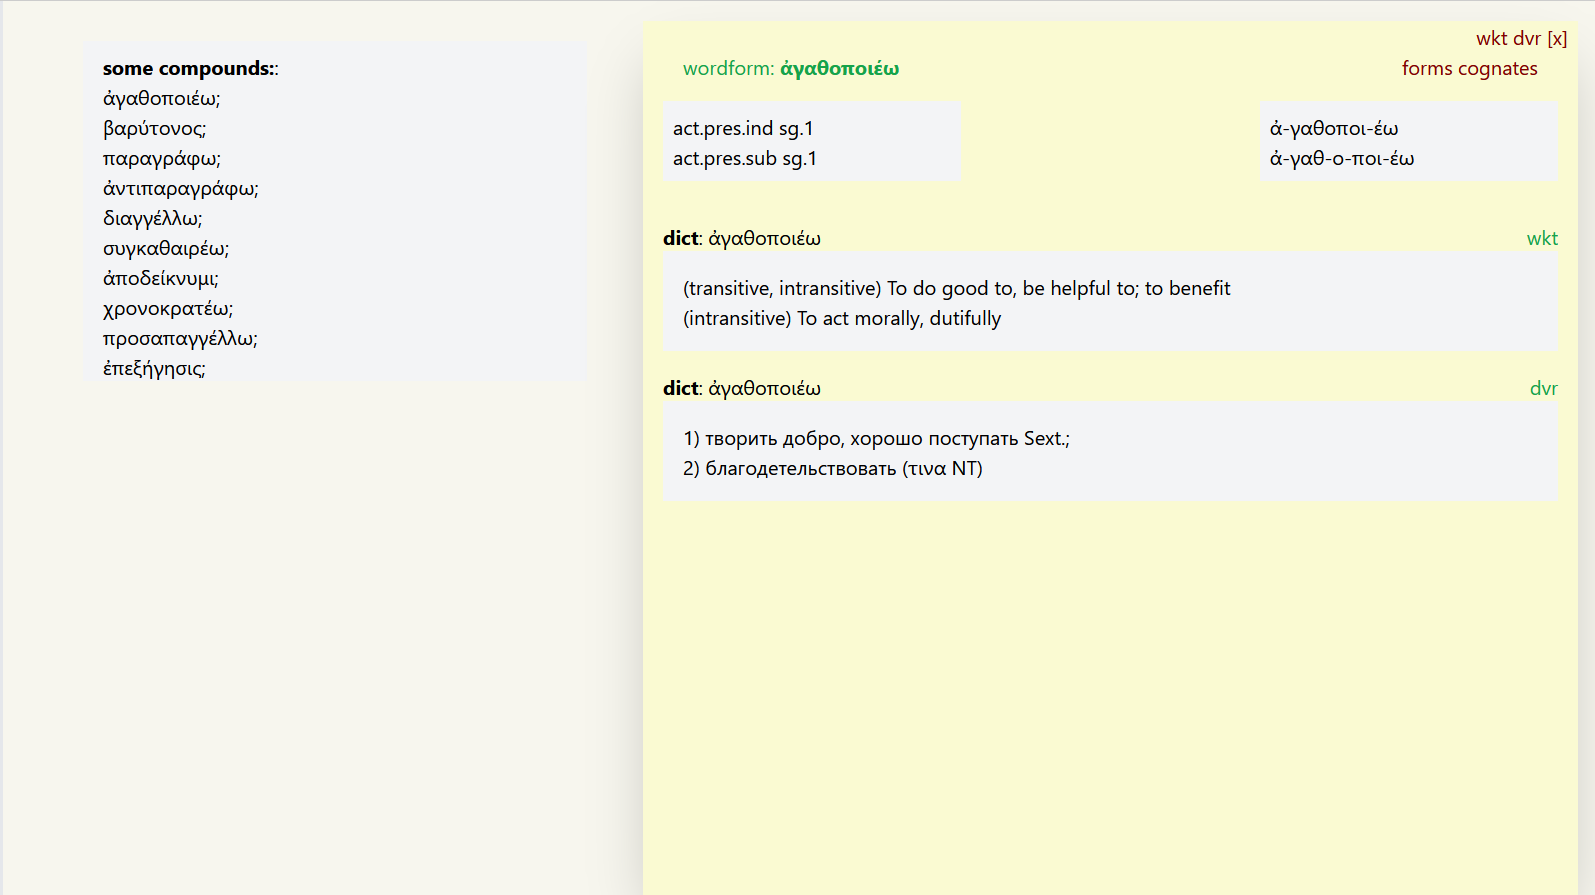 some compounds::
ἀγαθοποιέω;
βαρύτονος;
παραγράφω;
ἀντιπαραγράφω;
διαγγέλλω;
συγκαθαιρέω;
ἀποδείκνυμι;
χρονοκρατέω;
προσαπαγγέλλω;
ἐπεξήγησις;
wkt dvr [x]
wordform: ἀγαθοποιέω
forms cognates
act.pres.ind sg.1
act.pres.sub sg.1
ἀ-γαθοποι-έω
ἀ-γαθ-ο-ποι-έω
dict: ἀγαθοποιέω wkt
(transitive, intransitive) To do good to, be helpful to; to benefit
(intransitive) To act morally, dutifully
dict: ἀγαθοποιέω dvr
1) творить добро, хорошо поступать Sext.;
2) благодетельствовать (τινα NT)